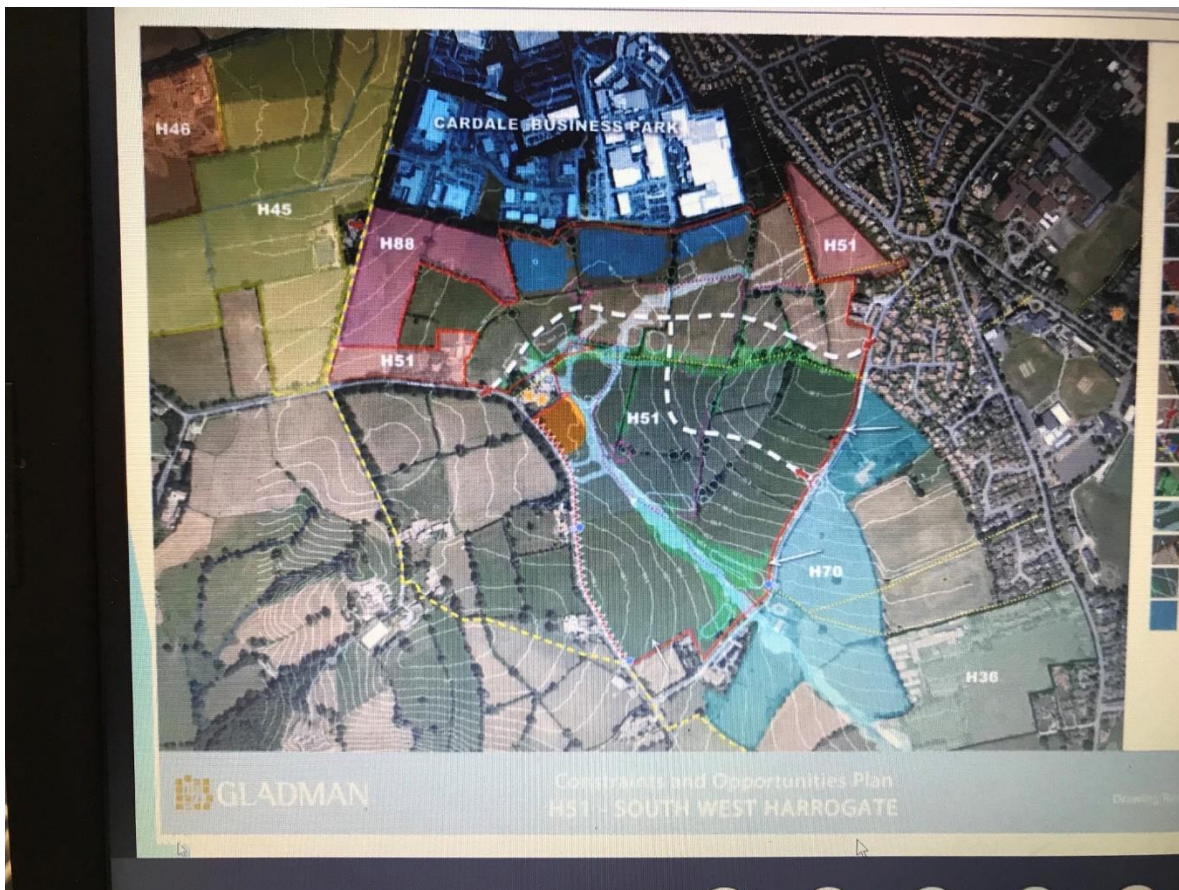 H46
CARDALE BUSINESS PARK
H45
H88
H51
H51
H51
H70
H36
GLADMAN
Constraints and Opportunities Plan
H51 - SOUTH WEST HARROGATE